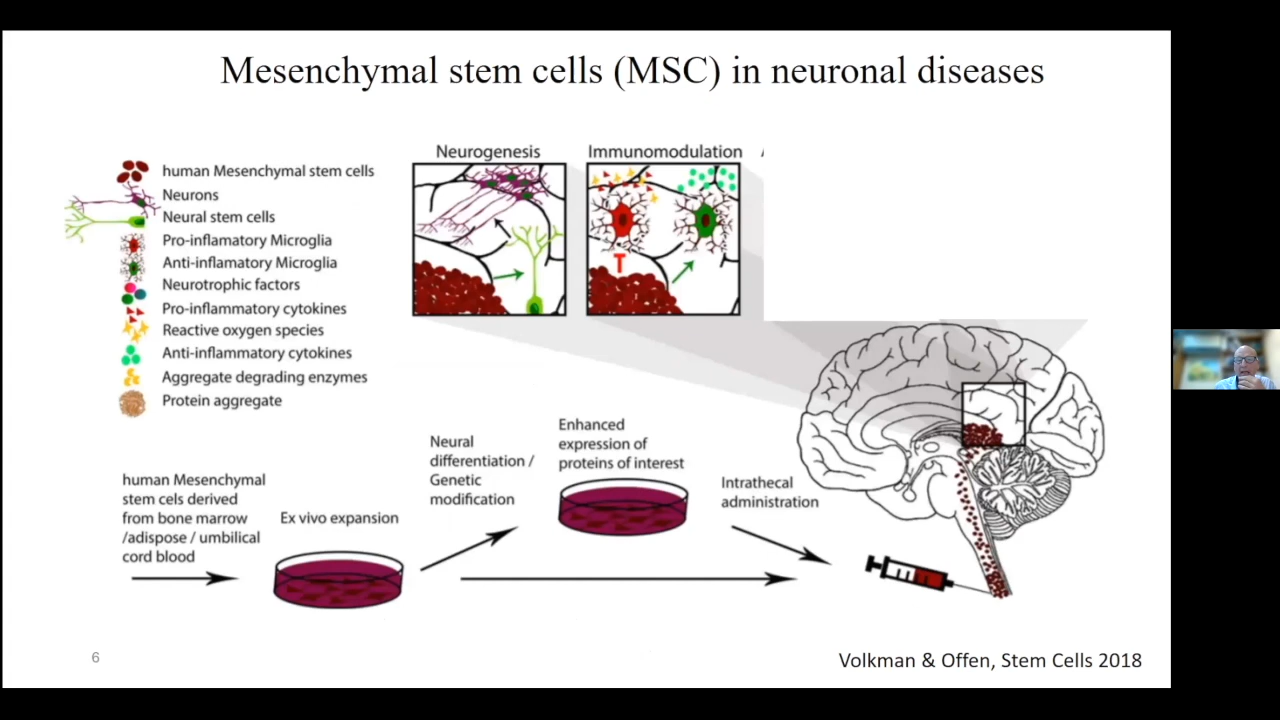 Mesenchymal stem cells (MSC) in neuronal diseases
Neurogenesis
Immunomodulation
human Mesenchymal stem cells
Neurons
Neural stem cells
Pro-inflamatory Microglia
Anti-inflamatory Microglia
Neurotrophic factors
Pro-inflammatory cytokines
Reactive oxygen species
Anti-inflammatory cytokines
Aggregate degrading enzymes
Protein aggregate
human Mesenchymal
stem cels derived
from bone marrow
/adispose / umbilical
cord blood
Ex vivo expansion
Neural
differentiation /
Genetic
modification
Enhanced
expression of
proteins of interest
Intrathecal
administration
6
Volkman & Offen, Stem Cells 2018